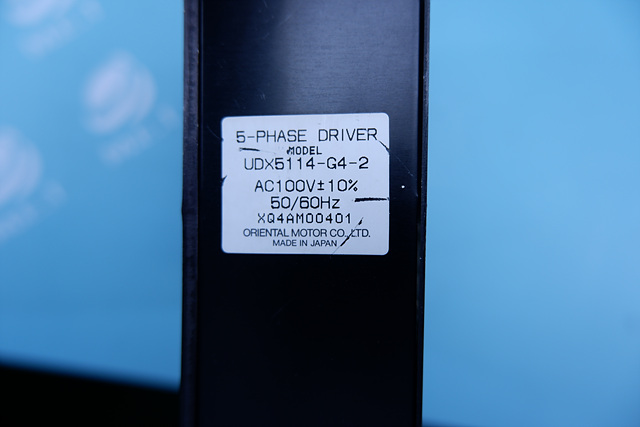 5-PHASE DRIVER
MODEL
UDX5114-G4-2
AC100V±10%
50/60Hz
XQ4AM00401
ORIENTAL MOTOR CO., LTD.
MADE IN JAPAN